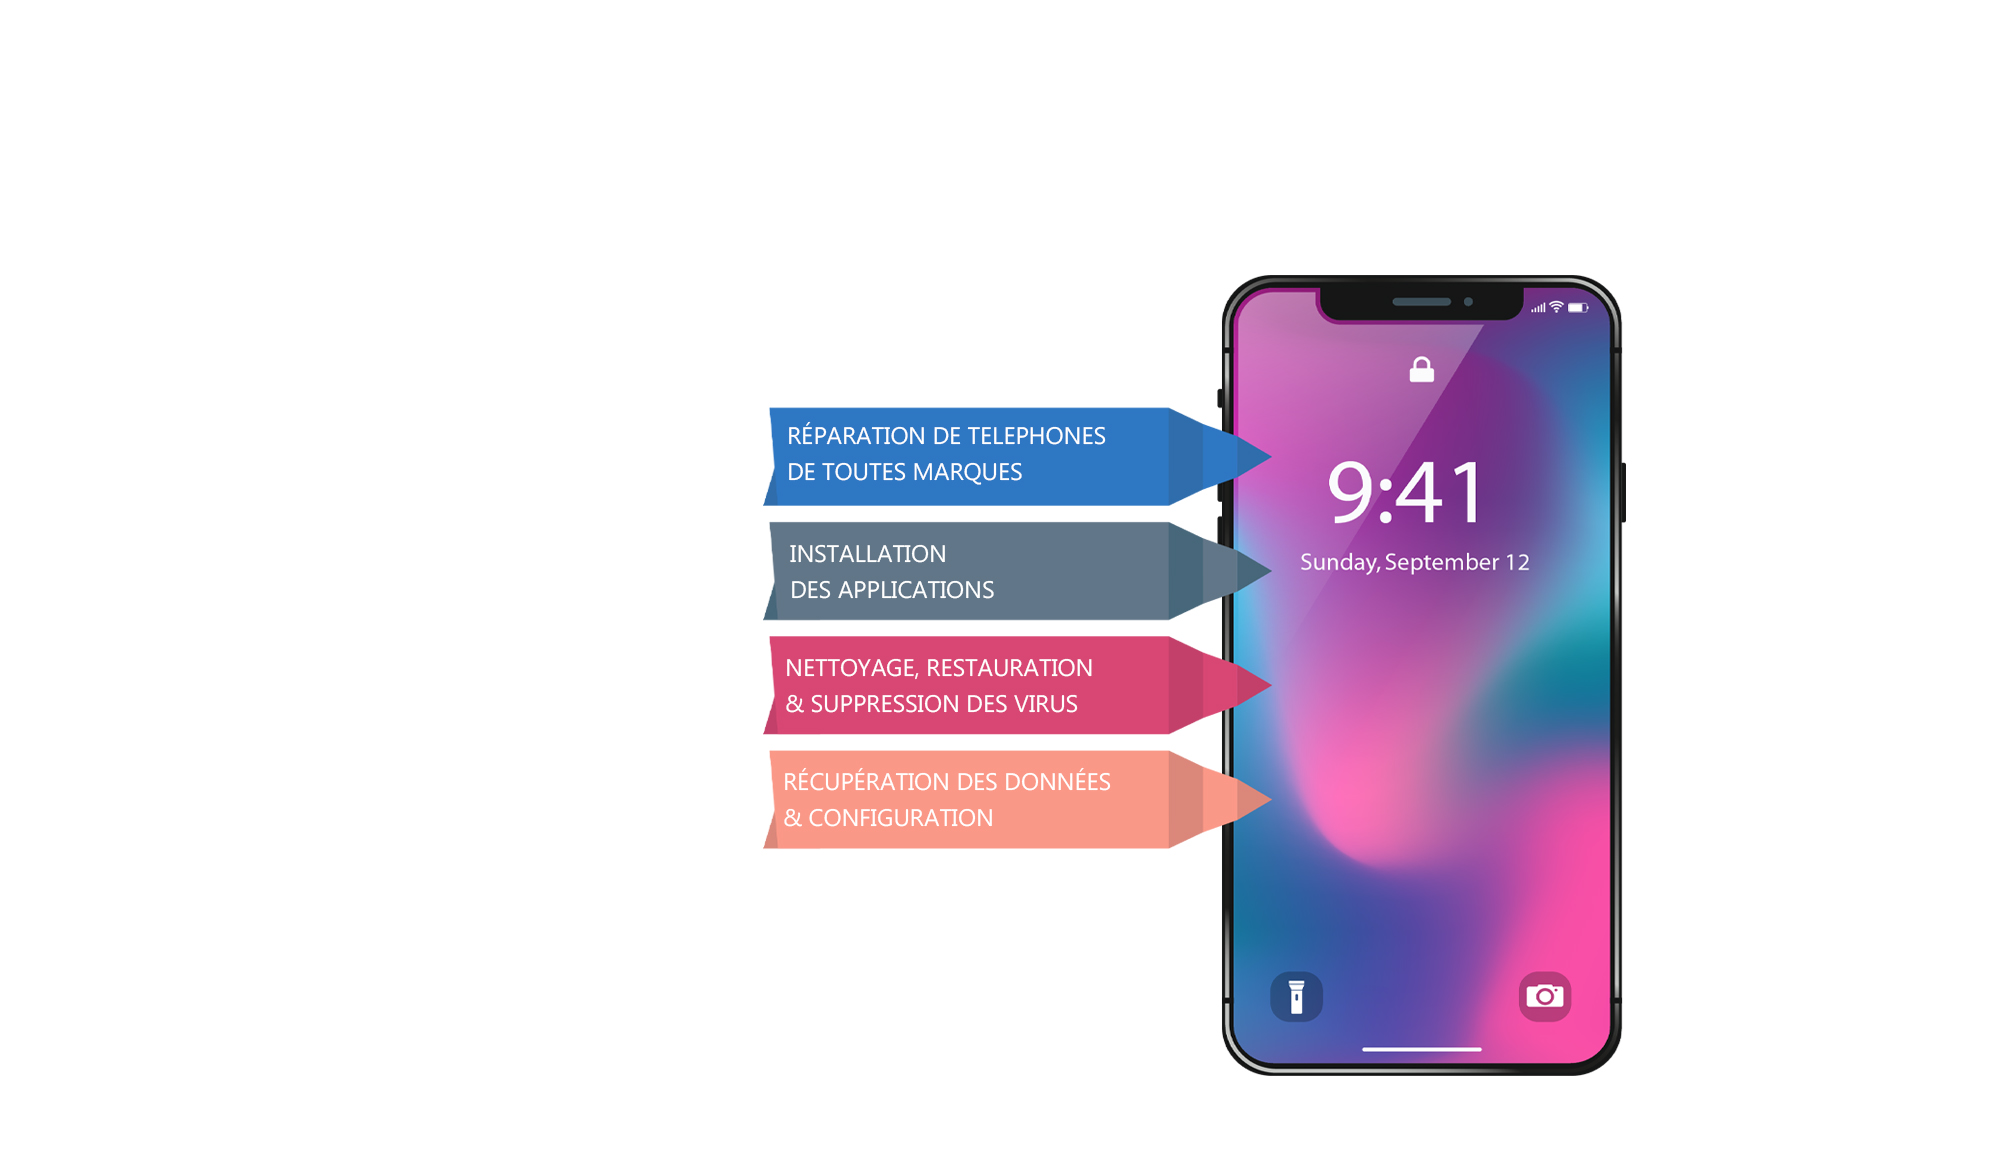 RÉPARATION DE TELEPHONES
DE TOUTES MARQUES
INSTALLATION
DES APPLICATIONS
NETTOYAGE, RESTAURATION
& SUPPRESSION DES VIRUS
RÉCUPÉRATION DES DONNÉES
& CONFIGURATION
9:41
Sunday, September 12